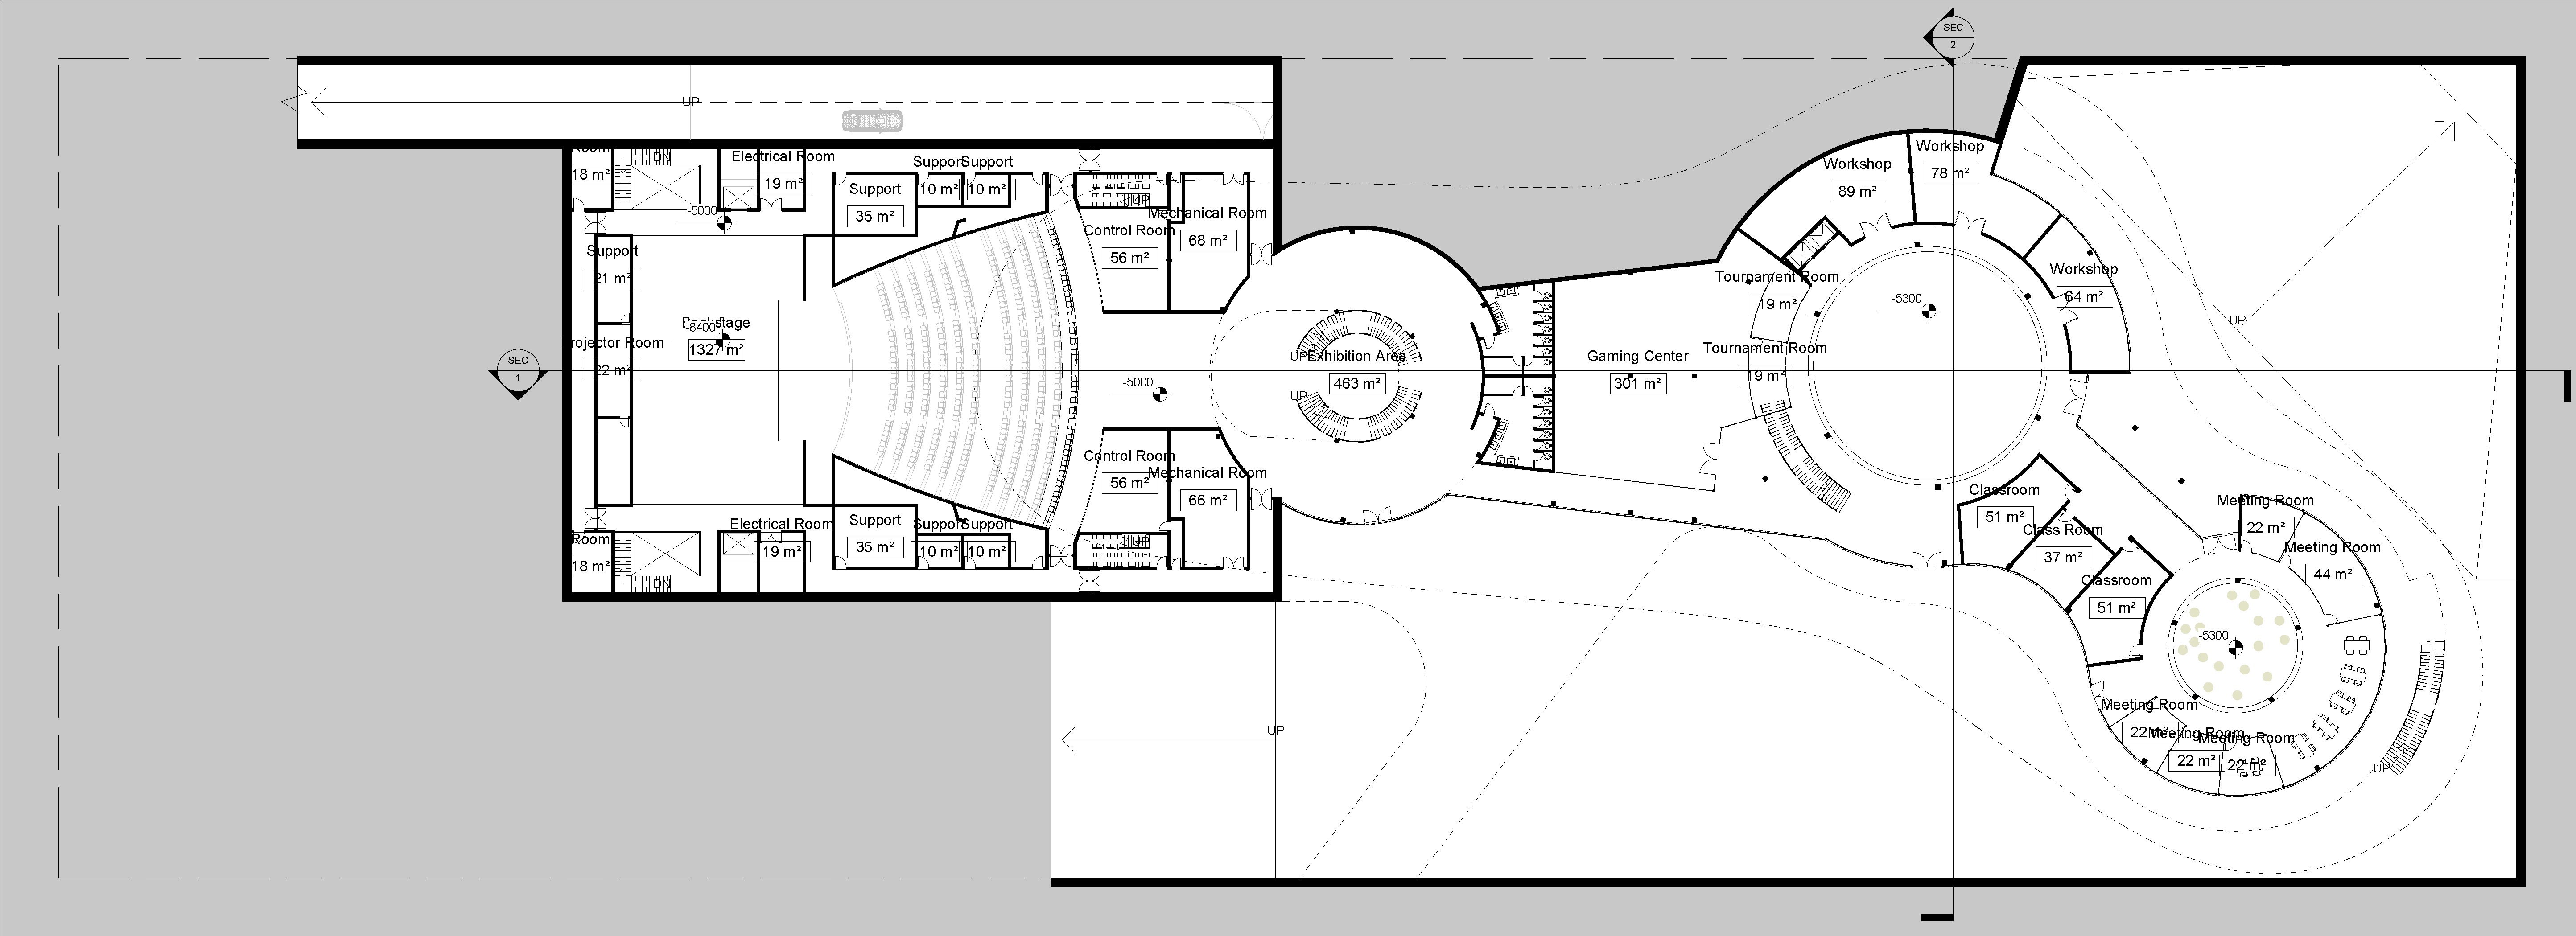 SEC
2
UP
Room
18 m²
DN
Electrical Room
19 m²
Support
35 m²
Support
10 m²
Support
10 m²
UP
Mechanical Room
68 m²
Control Room
56 m²
-5000
Support
21 m²
-8400
Backstage
1327 m²
Projector Room
22 m²
SEC
1
-5000
UP
Exhibition Area
463 m²
UP
Gaming Center
301 m²
Workshop
89 m²
Workshop
78 m²
Workshop
64 m²
Tournament Room
19 m²
Tournament Room
19 m²
-5300
UP
Control Room
56 m²
Mechanical Room
66 m²
UP
Room
18 m²
DN
Electrical Room
19 m²
Support
35 m²
Support
10 m²
Support
10 m²
Classroom
51 m²
Class Room
37 m²
Classroom
51 m²
Meeting Room
22 m²
Meeting Room
44 m²
-5300
Meeting Room
22 m²
Meeting Room
22 m²
Meeting Room
22 m²
UP
UP